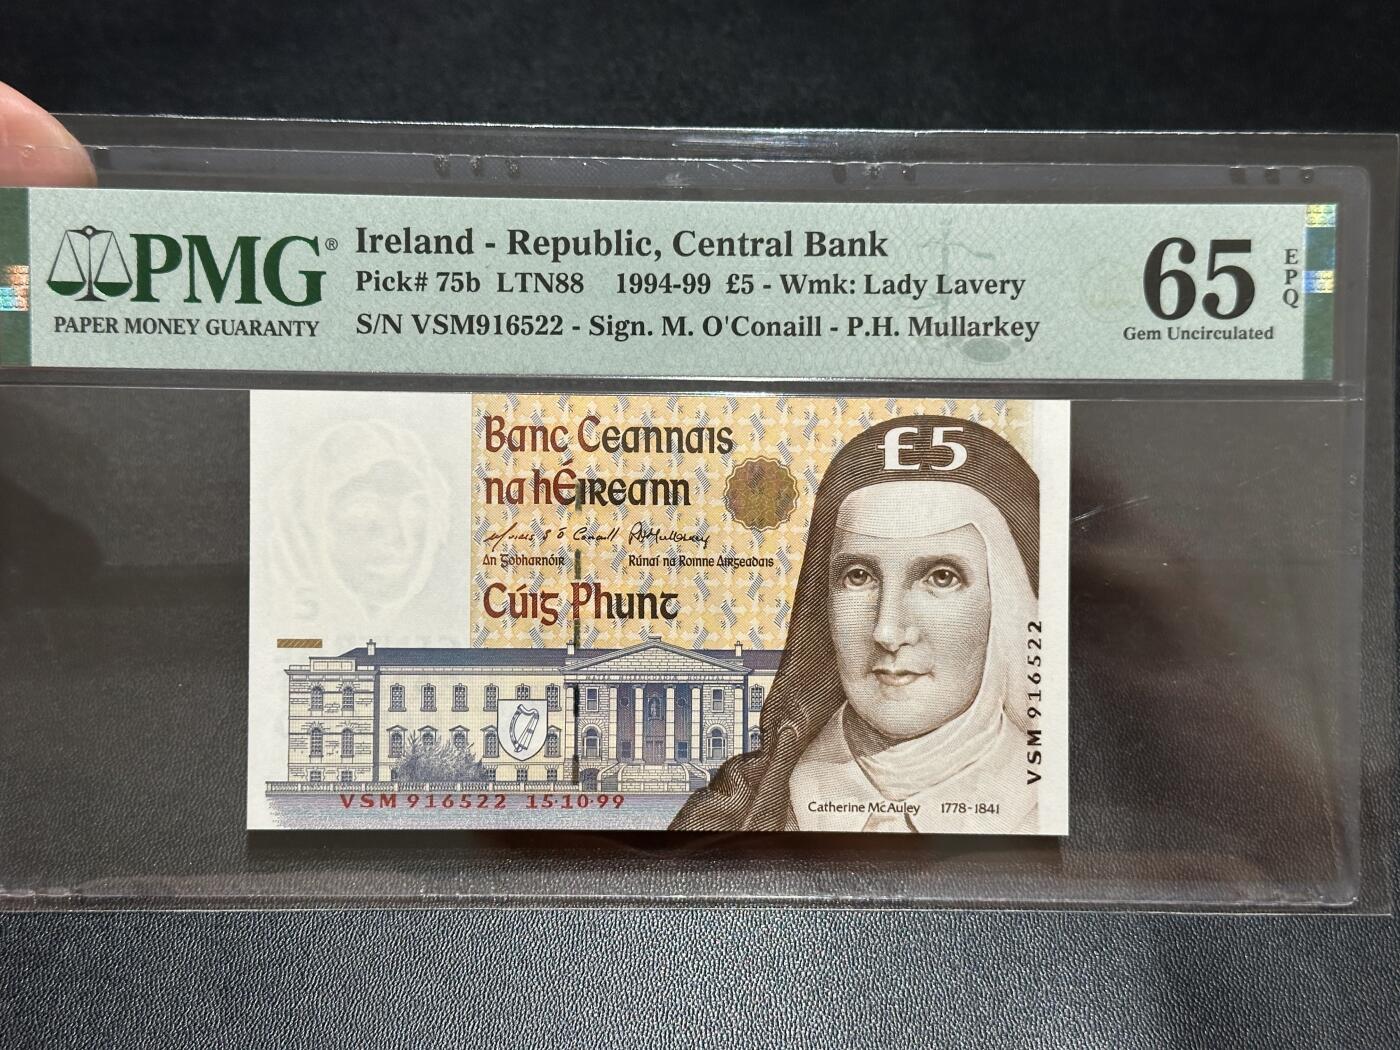 PMG®
PAPER MONEY GUARANTY
Ireland - Republic, Central Bank
Pick# 75b LTN88 1994-99 £5 - Wmk: Lady Lavery
S/N VSM916522 - Sign. M. O'Conaill - P.H. Mullarkey
65
EPQ
Gem Uncirculated
Banc Ceannais
na hÉireann
An Gobharnóir Rúnaí na Roinne Airgeadais
Cúig Phunt
£5
VSM 916522 15·10·99
Catherine McAuley 1778-1841
VSM 916522